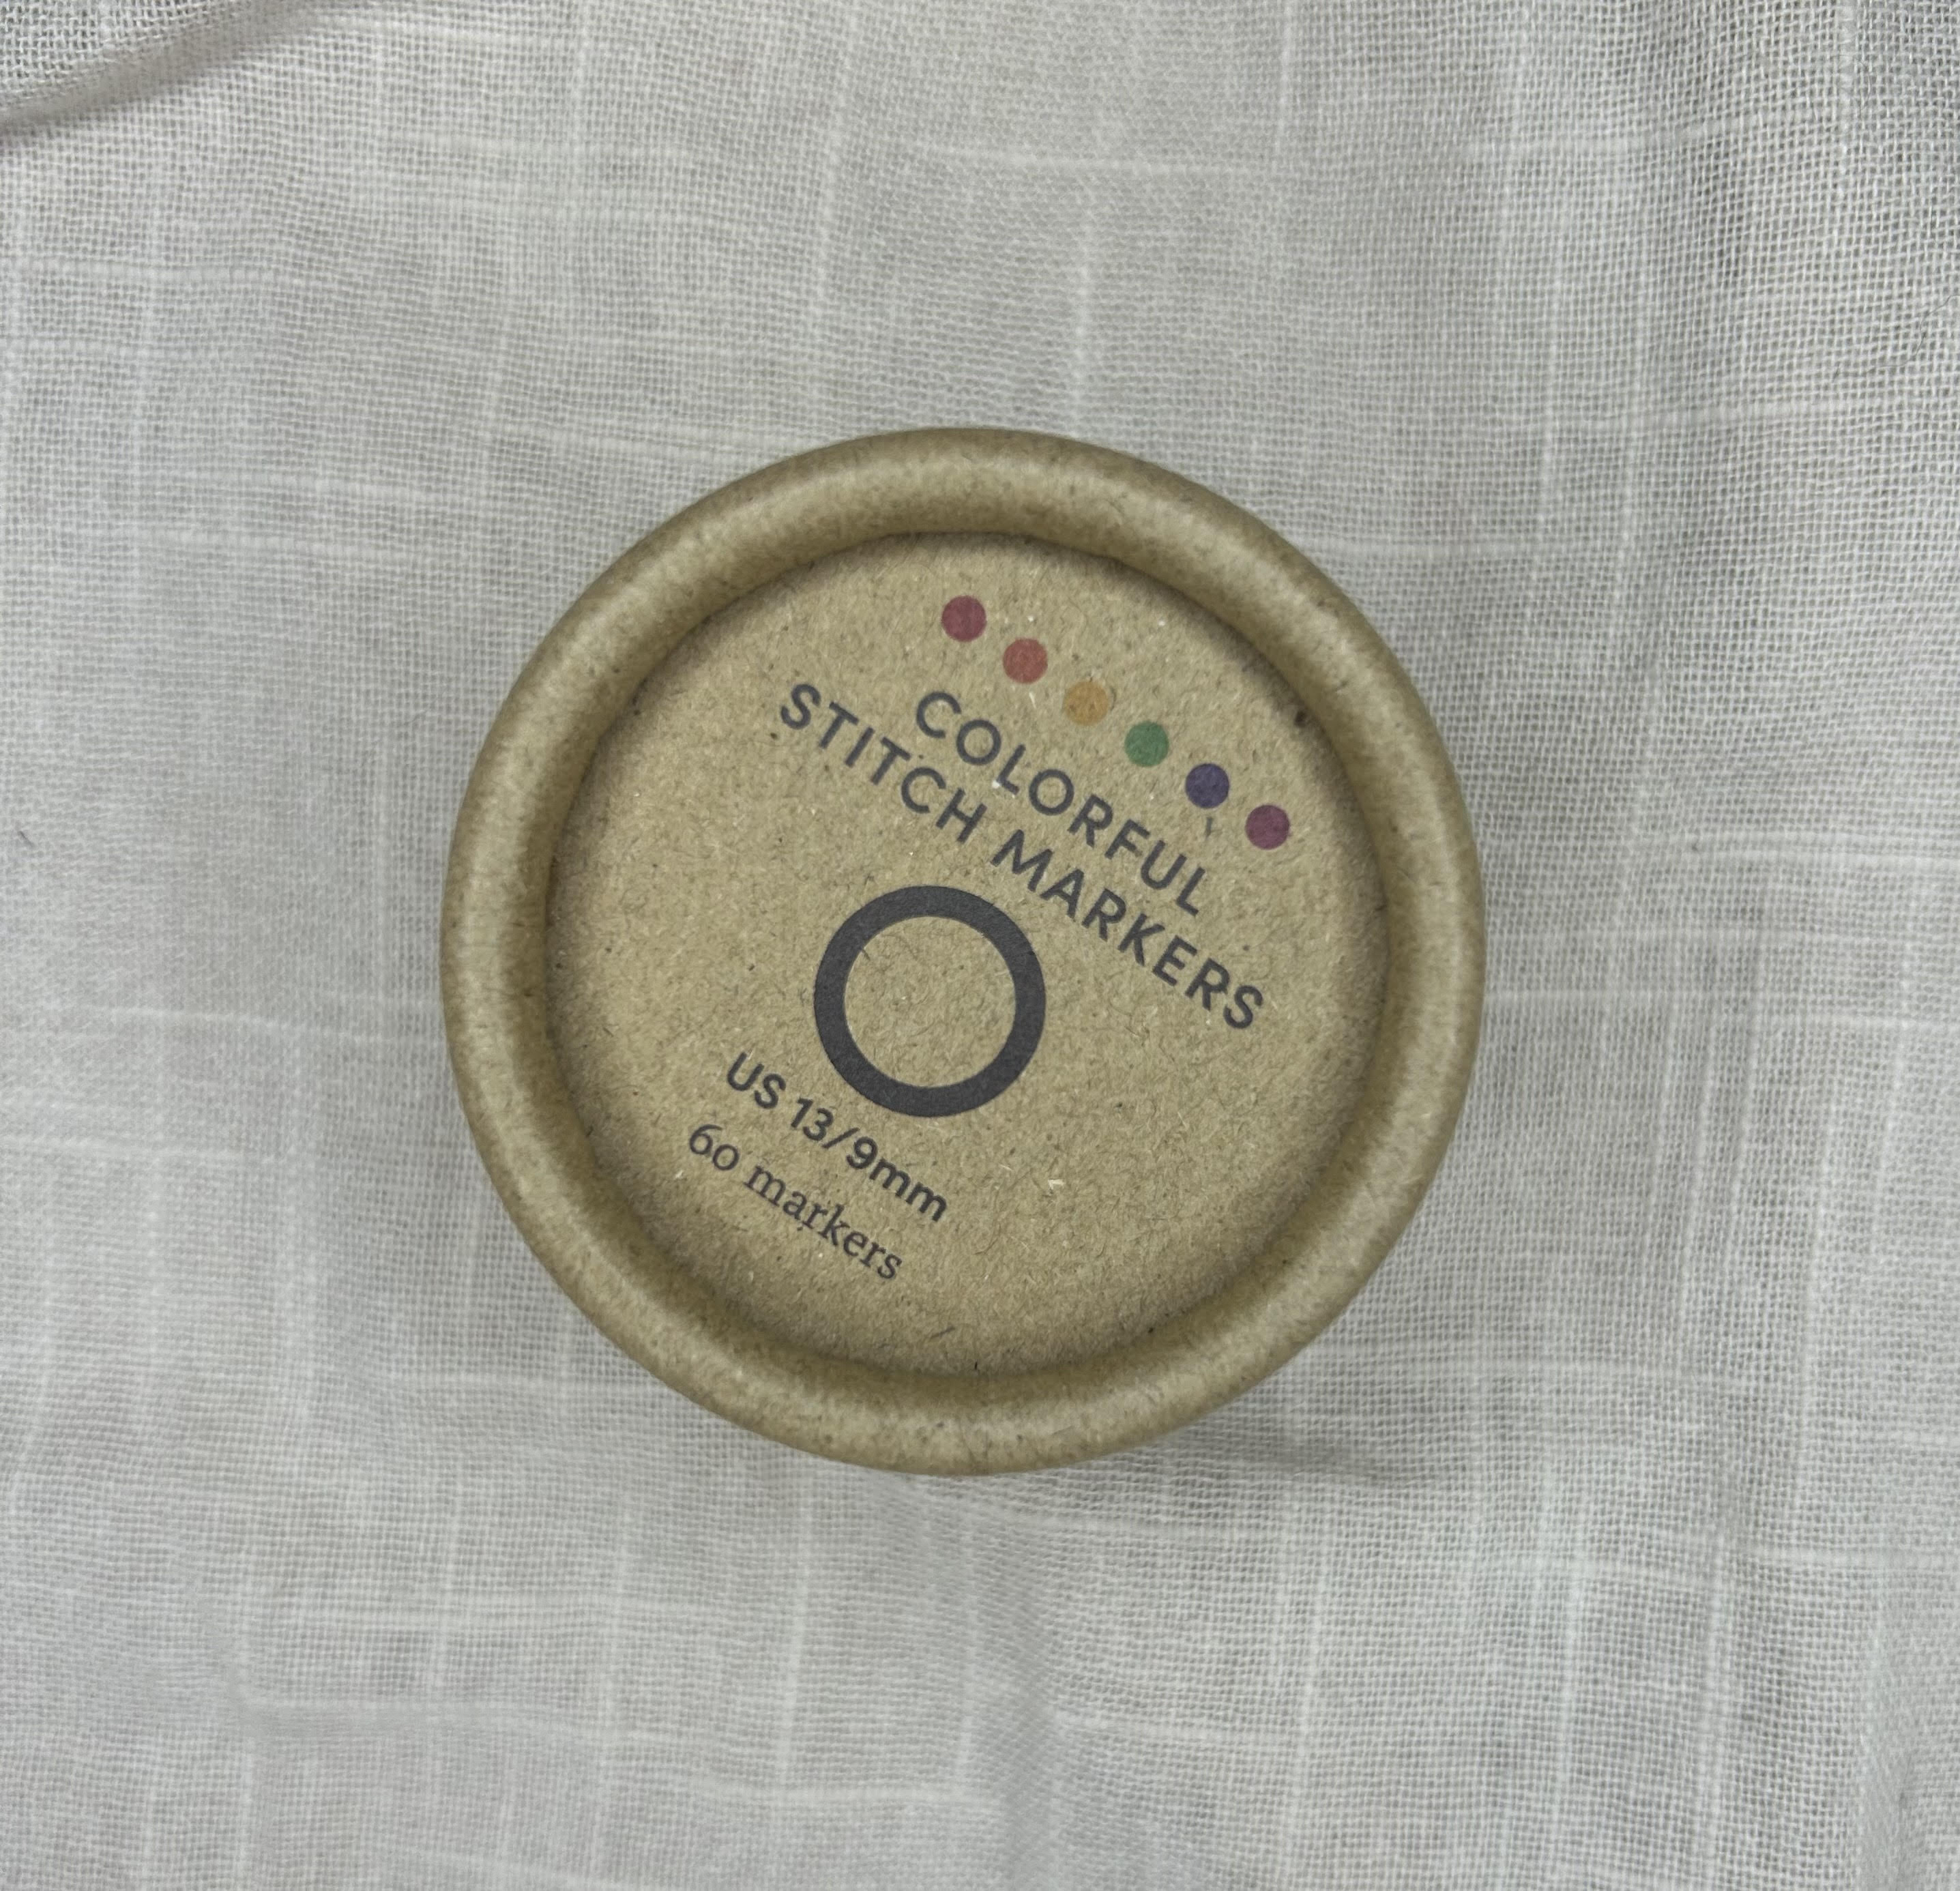 COLORFUL
STITCH MARKERS
US 13/9mm
60 markers